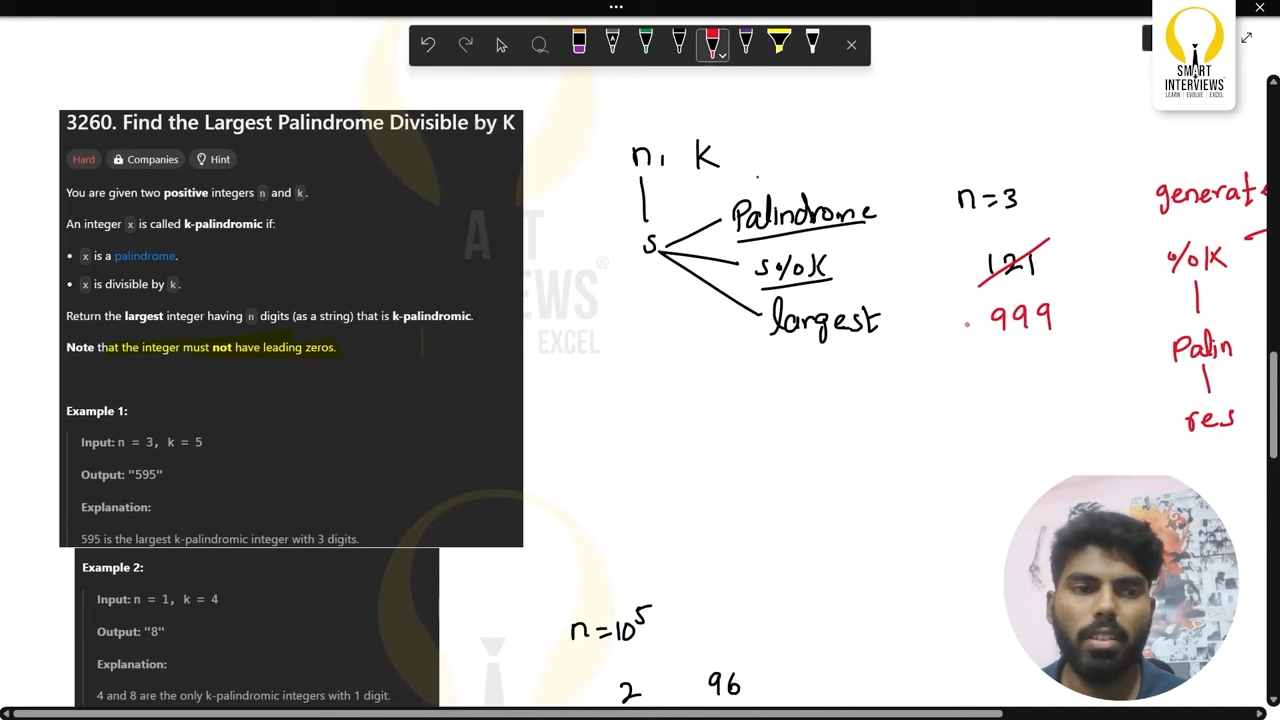 SMART
INTERVIEWS
LEARN | EVOLVE | EXCEL
3260. Find the Largest Palindrome Divisible by K
Hard Companies Hint
You are given two positive integers n and k.
An integer x is called k-palindromic if:
• x is a palindrome.
• x is divisible by k.
Return the largest integer having n digits (as a string) that is k-palindromic.
Note that the integer must not have leading zeros.
Example 1:
Input: n = 3, k = 5
Output: "595"
Explanation:
595 is the largest k-palindromic integer with 3 digits.
Example 2:
Input: n = 1, k = 4
Output: "8"
Explanation:
4 and 8 are the only k-palindromic integers with 1 digit.
n, k
s
Palindrome
s%k
largest
n=3
121
999
generate
%k
Palin
res
n=10^5
2 96